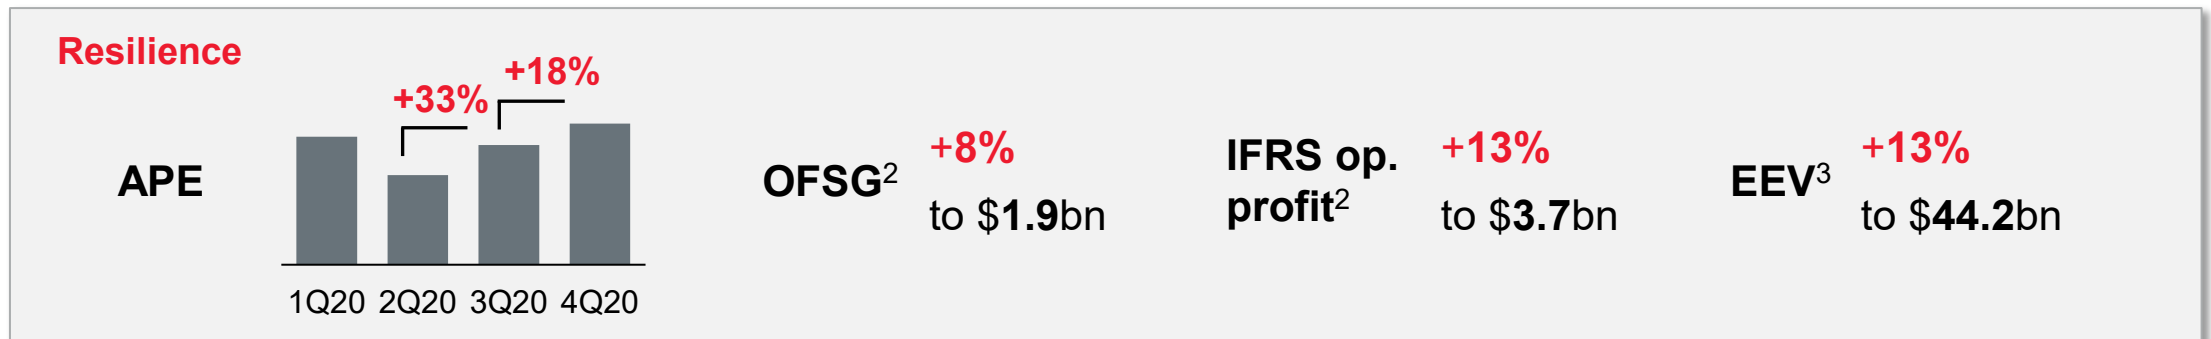 Resilience
APE
+33%
+18%
1Q20 2Q20 3Q20 4Q20
OFSG2
+8%
to $1.9bn
IFRS op.
profit2
+13%
to $3.7bn
EEV3
+13%
to $44.2bn